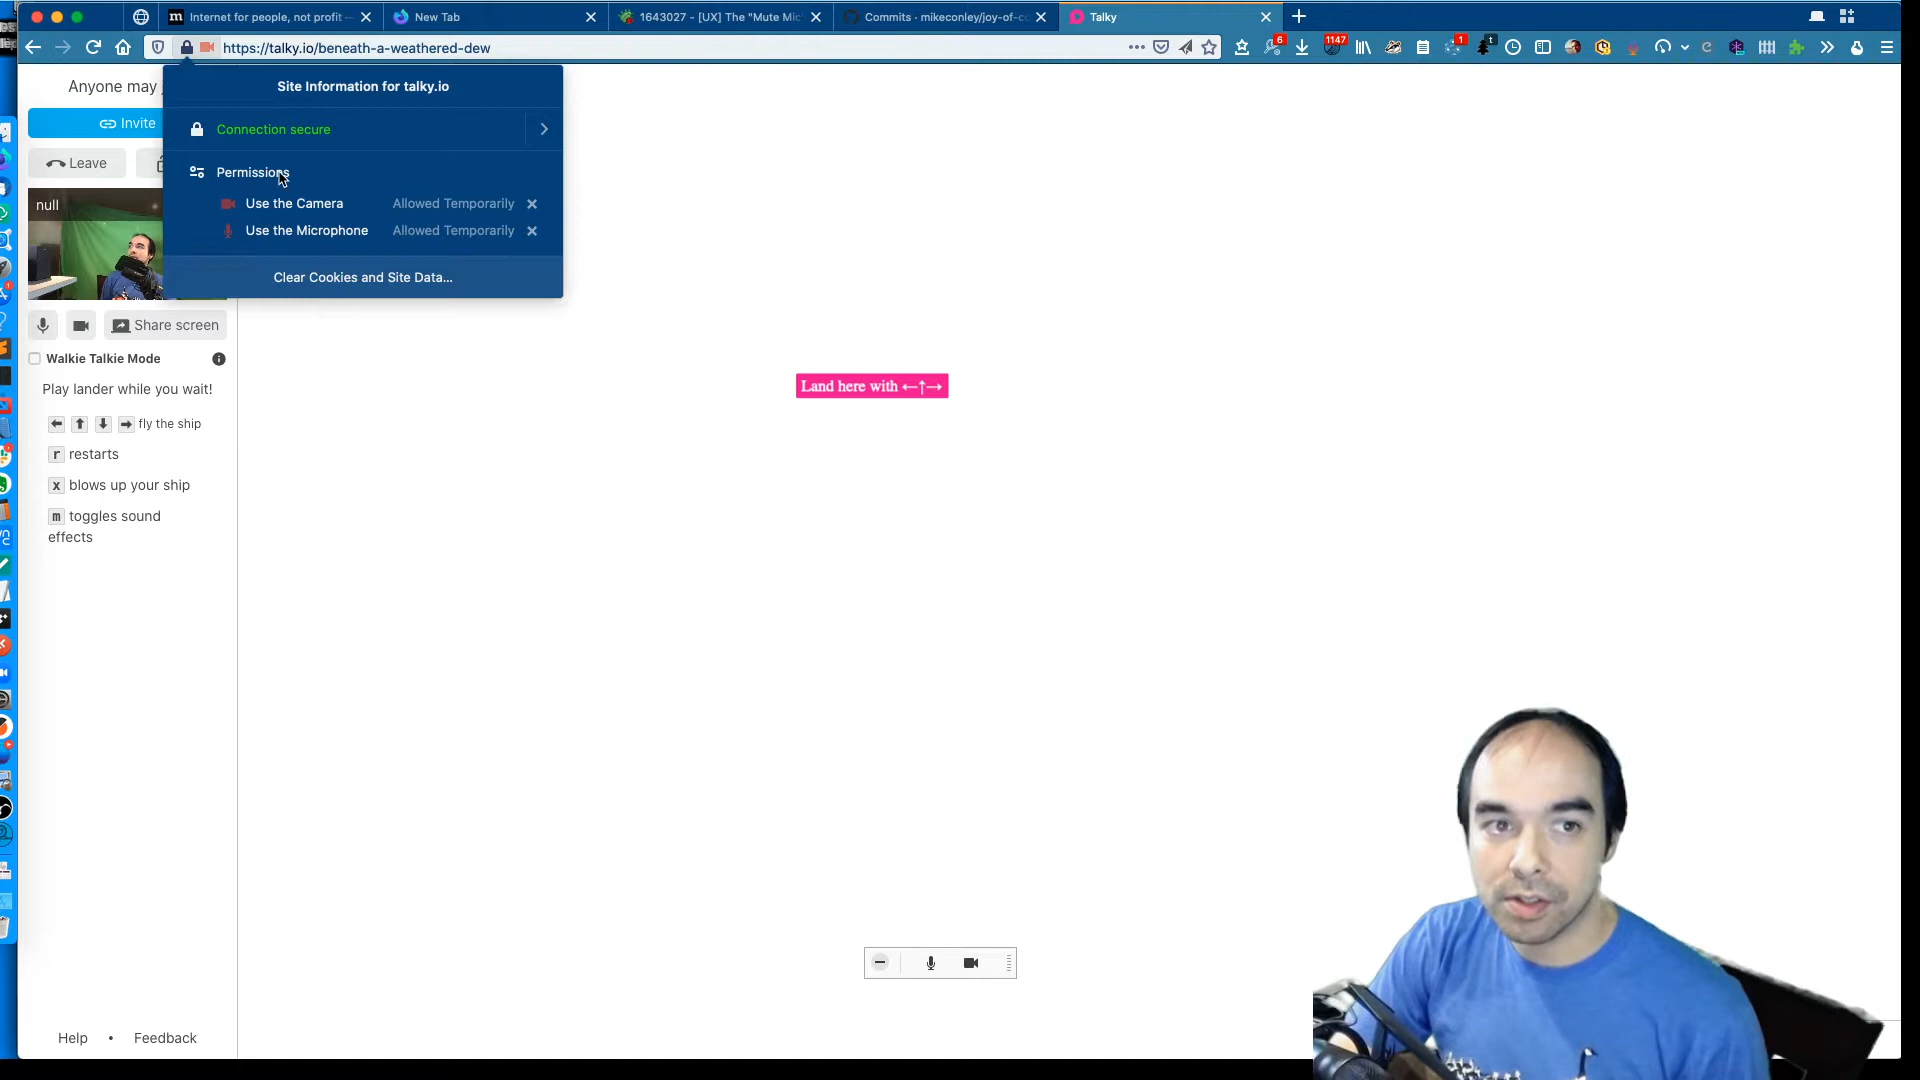 Internet for people, not profit
New Tab
1643027 - [UX] The "Mute Mic
Commits · mikeconley/joy-of-co
Talky
https://talky.io/beneath-a-weathered-dew
6
1147
1
t
Anyone may
Site Information for talky.io
Invite
Connection secure
Leave
Permissions
null
Use the Camera Allowed Temporarily
Use the Microphone Allowed Temporarily
Clear Cookies and Site Data...
Share screen
Walkie Talkie Mode
Play lander while you wait!
← ↑ ↓ → fly the ship
r restarts
x blows up your ship
m toggles sound
effects
Land here with ←↑→
Help • Feedback